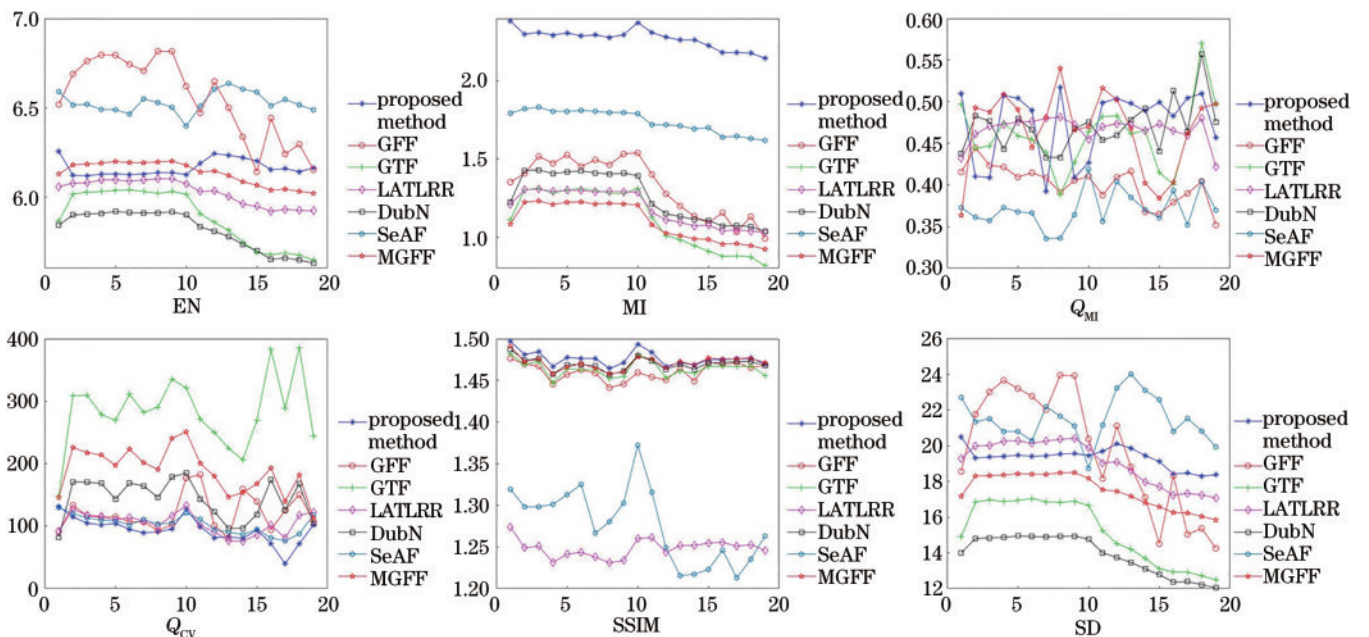 7.0
6.5
6.0
0
5
10
15
20
EN
proposed
method
GFF
GTF
LATLRR
DubN
SeAF
MGFF
2.0
1.5
1.0
0
5
10
15
20
MI
proposed
method
GFF
GTF
LATLRR
DubN
SeAF
MGFF
0.60
0.55
0.50
0.45
0.40
0.35
0.30
0
5
10
15
20
QMI
proposed
method
GFF
GTF
LATLRR
DubN
SeAF
MGFF
400
300
200
100
0
0
5
10
15
20
QCV
proposed
method
GFF
GTF
LATLRR
DubN
SeAF
MGFF
1.50
1.45
1.40
1.35
1.30
1.25
1.20
0
5
10
15
20
SSIM
proposed
method
GFF
GTF
LATLRR
DubN
SeAF
MGFF
26
24
22
20
18
16
14
12
0
5
10
15
20
SD
proposed
method
GFF
GTF
LATLRR
DubN
SeAF
MGFF